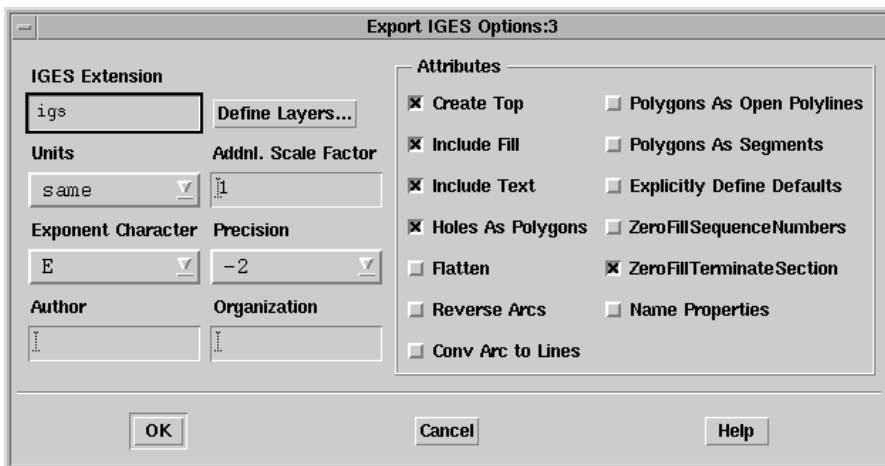 Export IGES Options:3
IGES Extension
igs
Define Layers...
Units
Addnl. Scale Factor
same
1
Exponent Character
Precision
E
-2
Author
Organization
Attributes
Create Top
Polygons As Open Polylines
Include Fill
Polygons As Segments
Include Text
Explicitly Define Defaults
Holes As Polygons
ZeroFillSequenceNumbers
Flatten
ZeroFillTerminateSection
Reverse Arcs
Name Properties
Conv Arc to Lines
OK
Cancel
Help